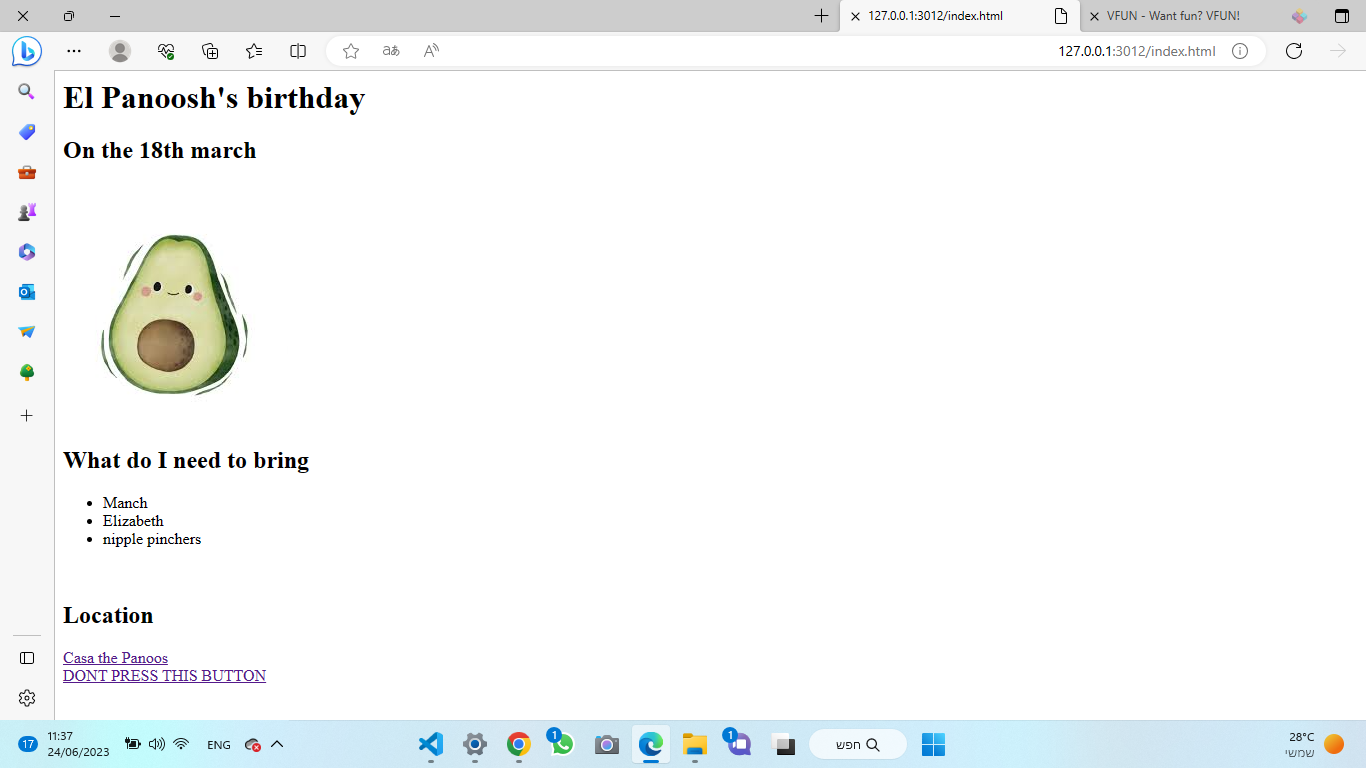 127.0.0.1:3012/index.html
VFUN - Want fun? VFUN!
aあ
A
127.0.0.1:3012/index.html
El Panoosh's birthday
On the 18th march
What do I need to bring
Manch
Elizabeth
nipple pinchers
Location
Casa the Panoos
DONT PRESS THIS BUTTON
17
11:37
24/06/2023
ENG
1
1
חפש
28°C
שמשי